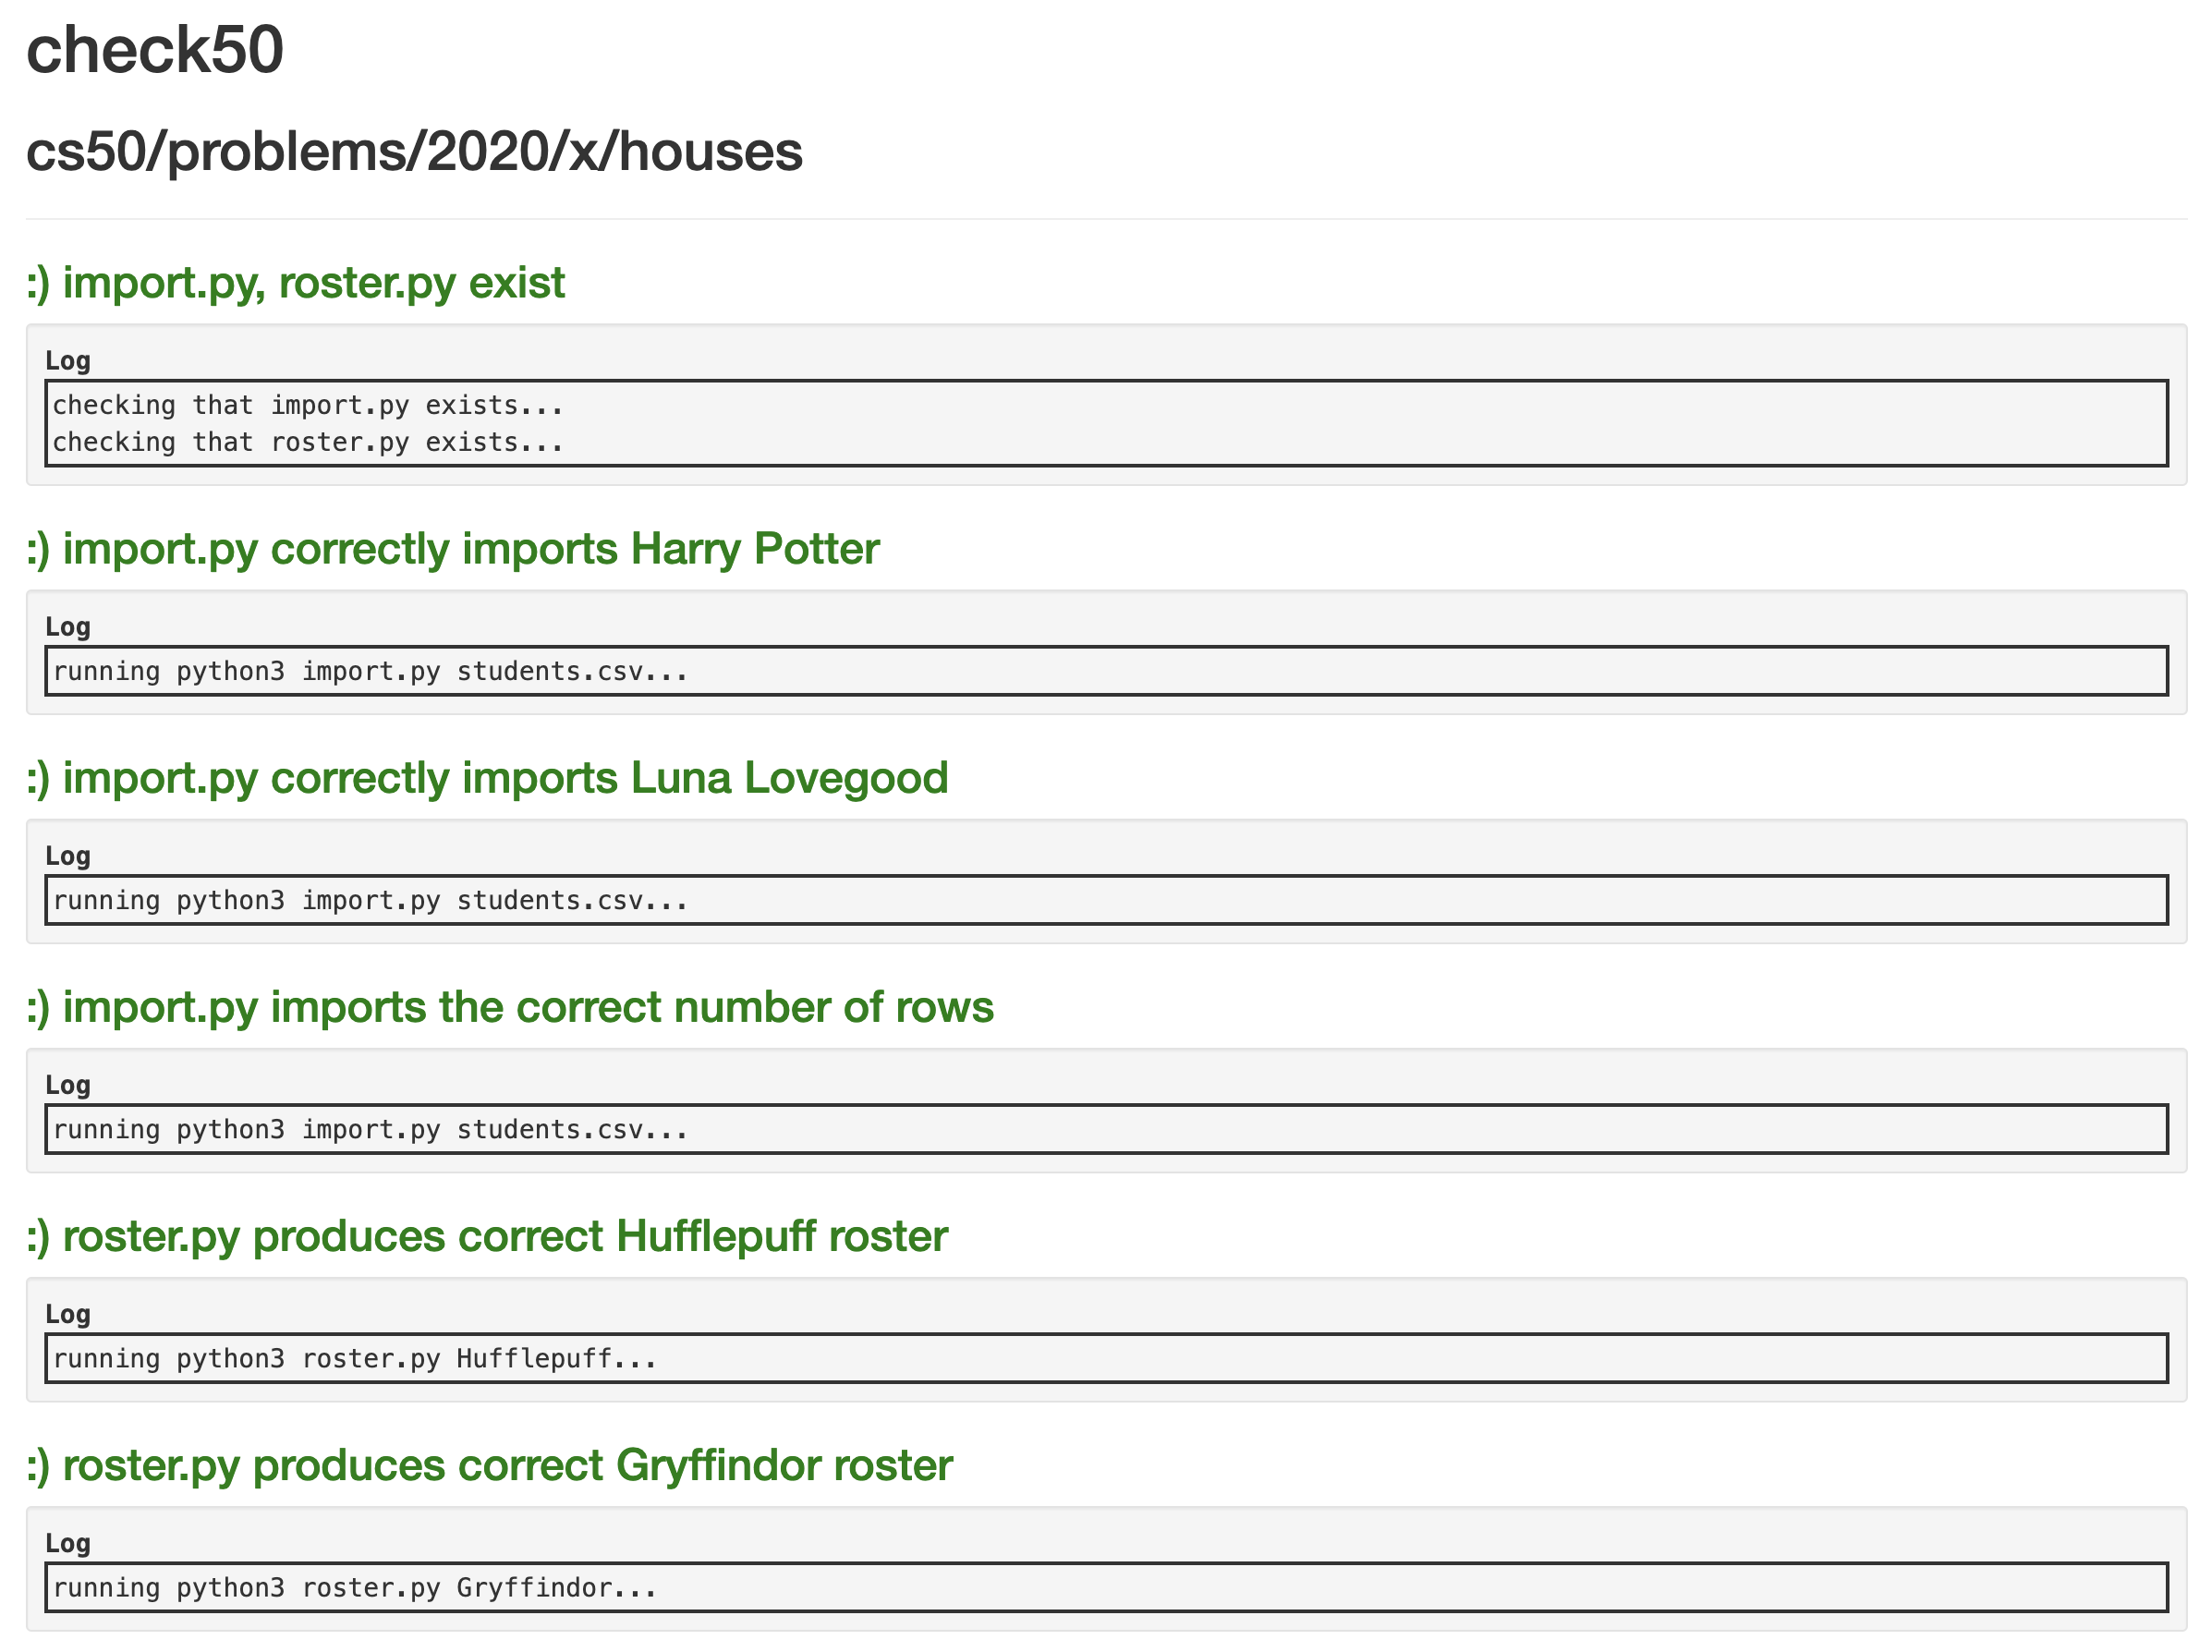 check50
cs50/problems/2020/x/houses
:) import.py, roster.py exist
Log
checking that import.py exists...
checking that roster.py exists...
:) import.py correctly imports Harry Potter
Log
running python3 import.py students.csv...
:) import.py correctly imports Luna Lovegood
Log
running python3 import.py students.csv...
:) import.py imports the correct number of rows
Log
running python3 import.py students.csv...
:) roster.py produces correct Hufflepuff roster
Log
running python3 roster.py Hufflepuff...
:) roster.py produces correct Gryffindor roster
Log
running python3 roster.py Gryffindor...